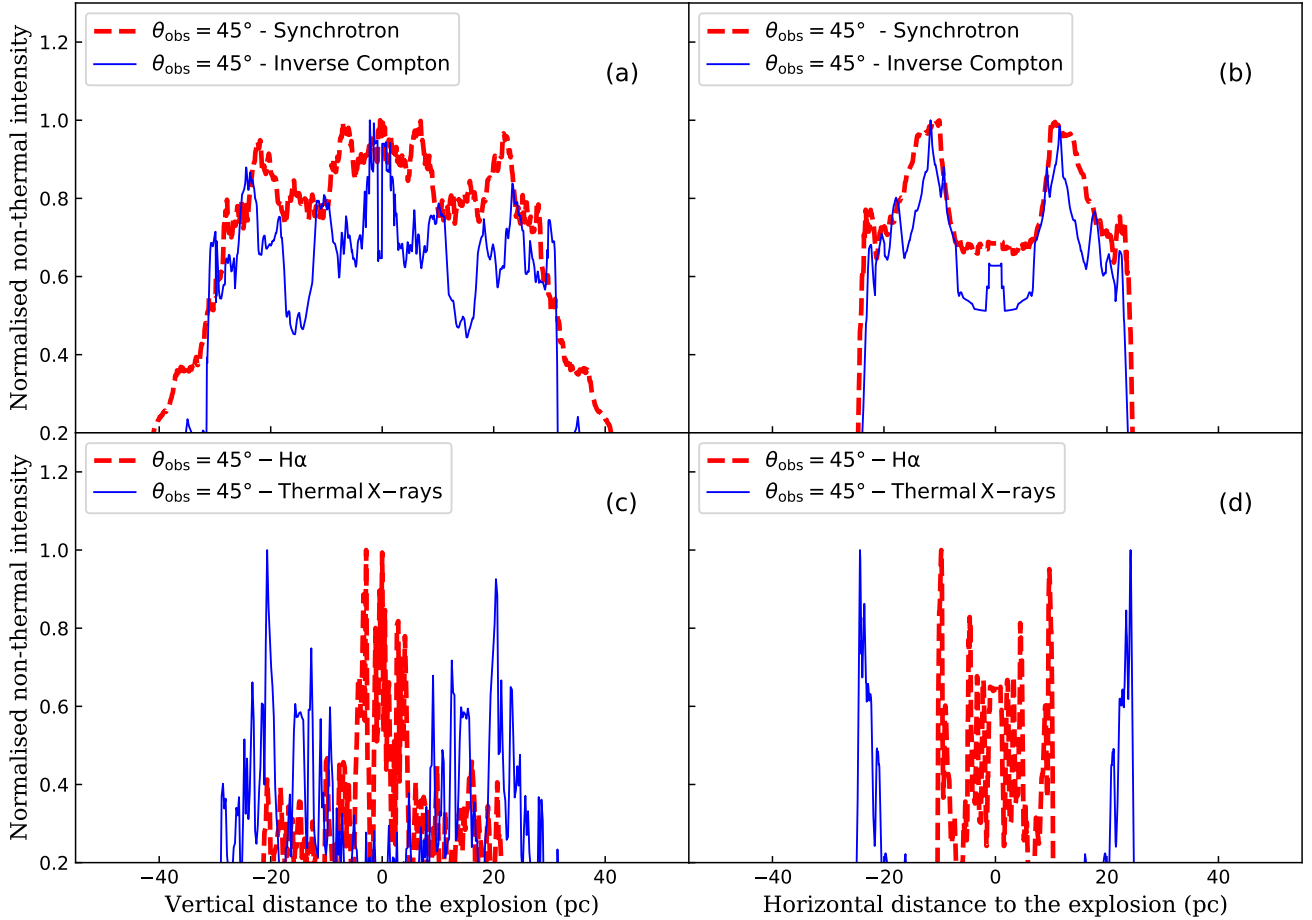 θobs = 45° - Synchrotron
θobs = 45° - Inverse Compton
(a)
θobs = 45° - Synchrotron
θobs = 45° - Inverse Compton
(b)
Normalised non-thermal intensity
1.2
1.0
0.8
0.6
0.4
0.2
θobs = 45° − Hα
θobs = 45° − Thermal X−rays
(c)
θobs = 45° − Hα
θobs = 45° − Thermal X−rays
(d)
Normalised non-thermal intensity
1.2
1.0
0.8
0.6
0.4
0.2
−40 −20 0 20 40
−40 −20 0 20 40
Vertical distance to the explosion (pc)
Horizontal distance to the explosion (pc)